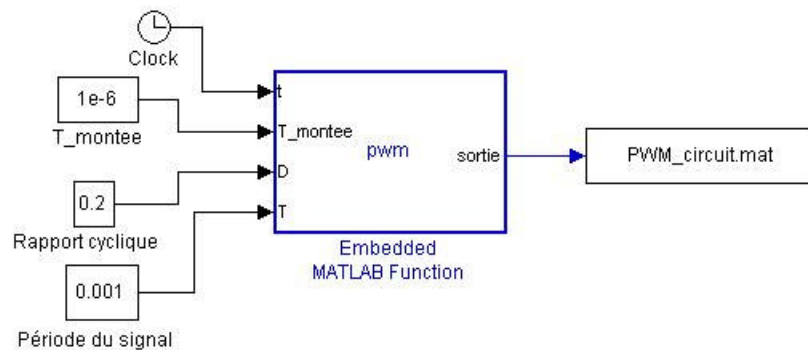 Clock
1e-6
T_montee
0.2
Rapport cyclique
0.001
Période du signal
t
T_montee
D
T
pwm
sortie
Embedded
MATLAB Function
PWM_circuit.mat